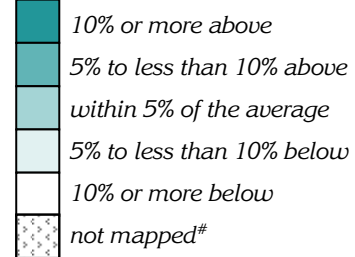 10% or more above
5% to less than 10% above
within 5% of the average
5% to less than 10% below
10% or more below
not mapped#